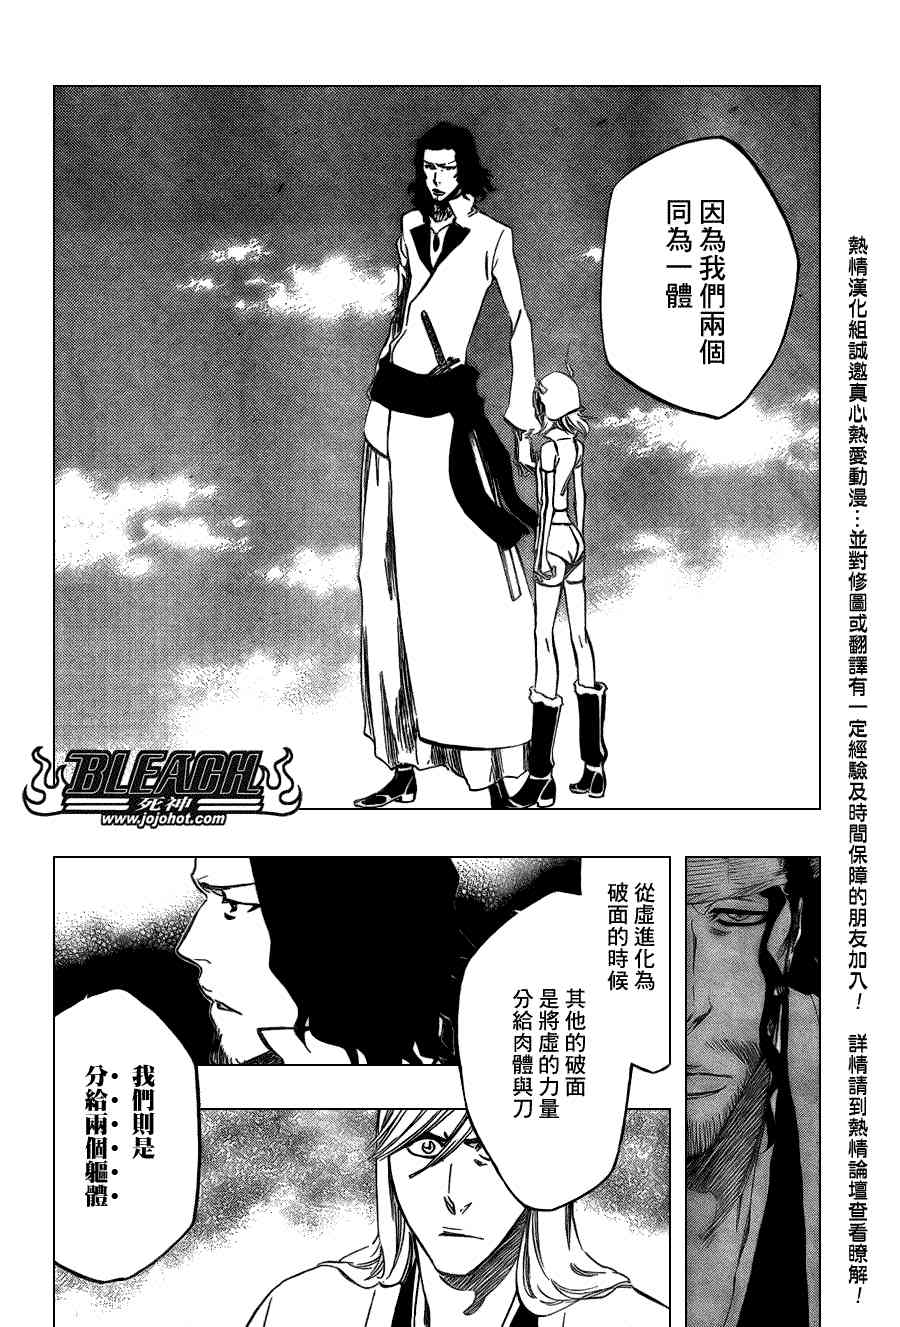 因為我們兩個
同為一體
BLEACH
死神
www.jojohot.com
從虛進化為
破面的時候
其他的破面
是將虛的力量
分給肉體與刀
我們則是
分給兩個軀體
熱情漢化組誠邀真心熱愛動漫…並對修圖或翻譯有一定經驗及時間保障的朋友加入！ 詳情請到熱情論壇查看瞭解！